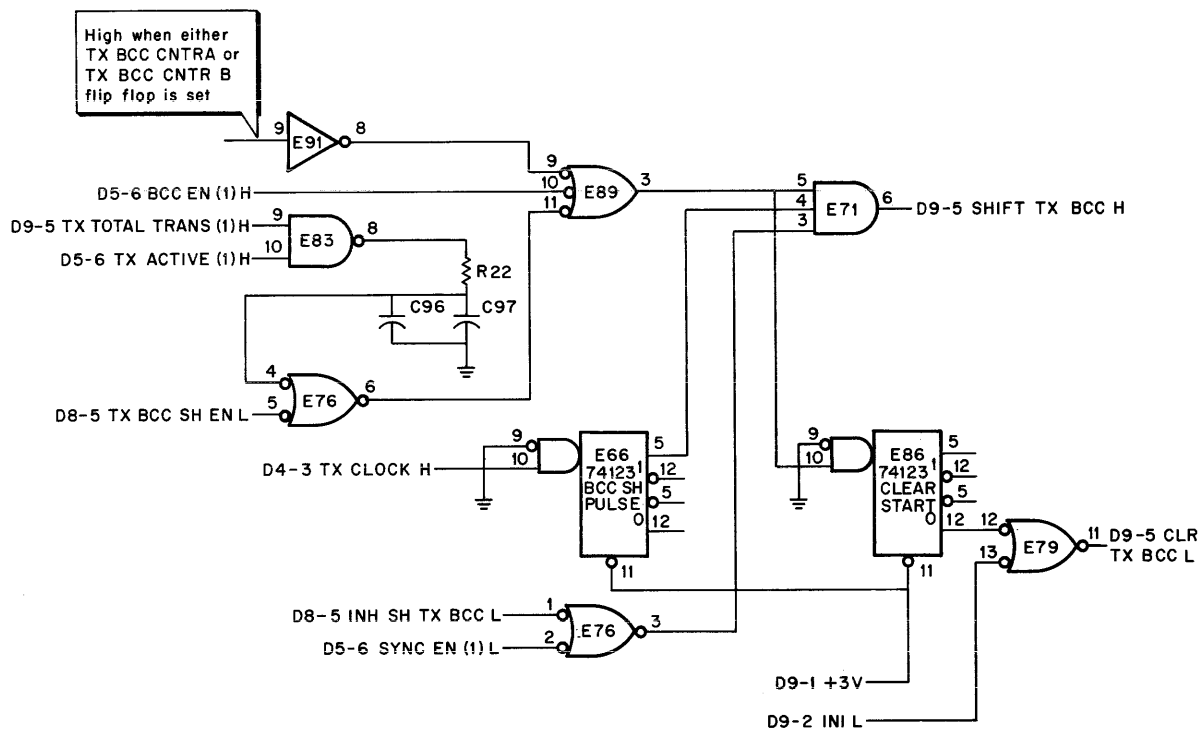 High when either
TX BCC CNTRA or
TX BCC CNTR B
flip flop is set
9
E91
8
9
D5-6 BCC EN (1) H
10
E89
3
11
D9-5 TX TOTAL TRANS (1) H
9
E83
8
D5-6 TX ACTIVE (1) H
10
5
4
E71
6
D9-5 SHIFT TX BCC H
3
R22
C96
C97
4
E76
6
D8-5 TX BCC SH EN L
5
9
D4-3 TX CLOCK H
10
E66
74123
1
BCC SH
PULSE
0
5
12
5
12
11
9
10
E86
74123
1
CLEAR
START
0
5
12
5
12
11
12
13
E79
11
D9-5 CLR
TX BCC L
D8-5 INH SH TX BCC L
1
E76
3
D5-6 SYNC EN (1) L
2
D9-1 +3V
D9-2 INI L